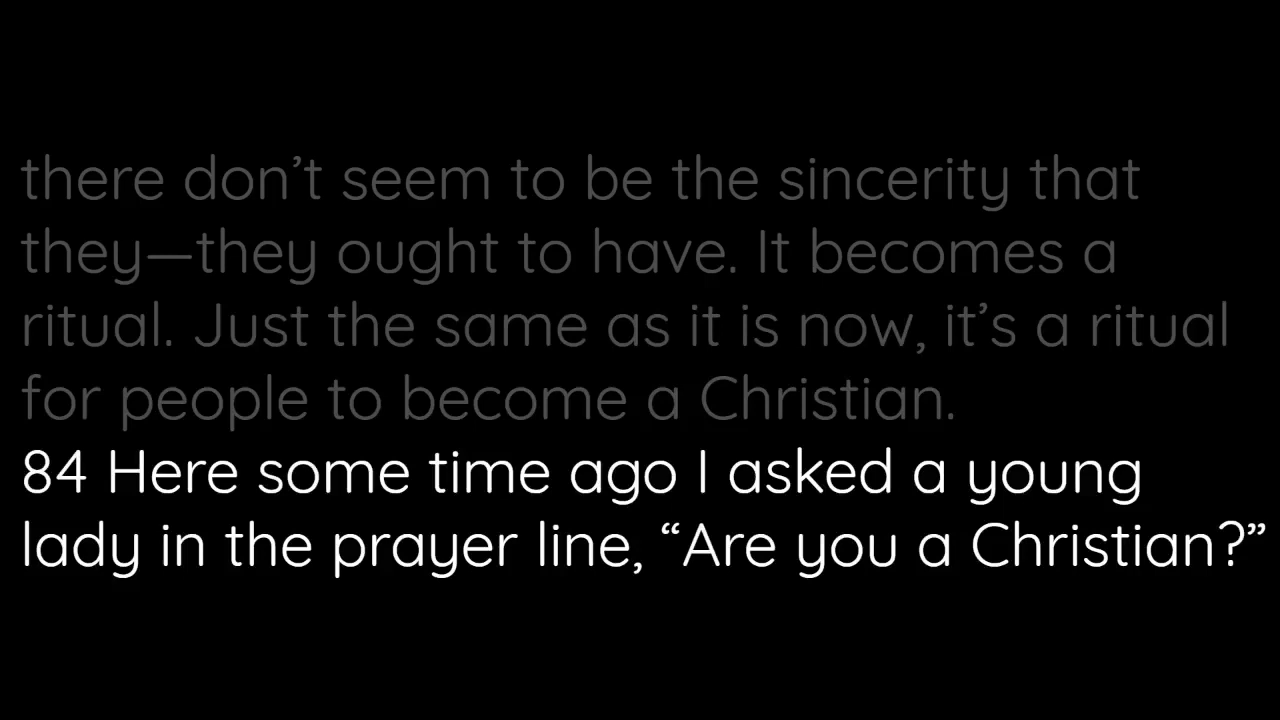 there don’t seem to be the sincerity that
they—they ought to have. It becomes a
ritual. Just the same as it is now, it’s a ritual
for people to become a Christian.
84 Here some time ago I asked a young
lady in the prayer line, “Are you a Christian?”